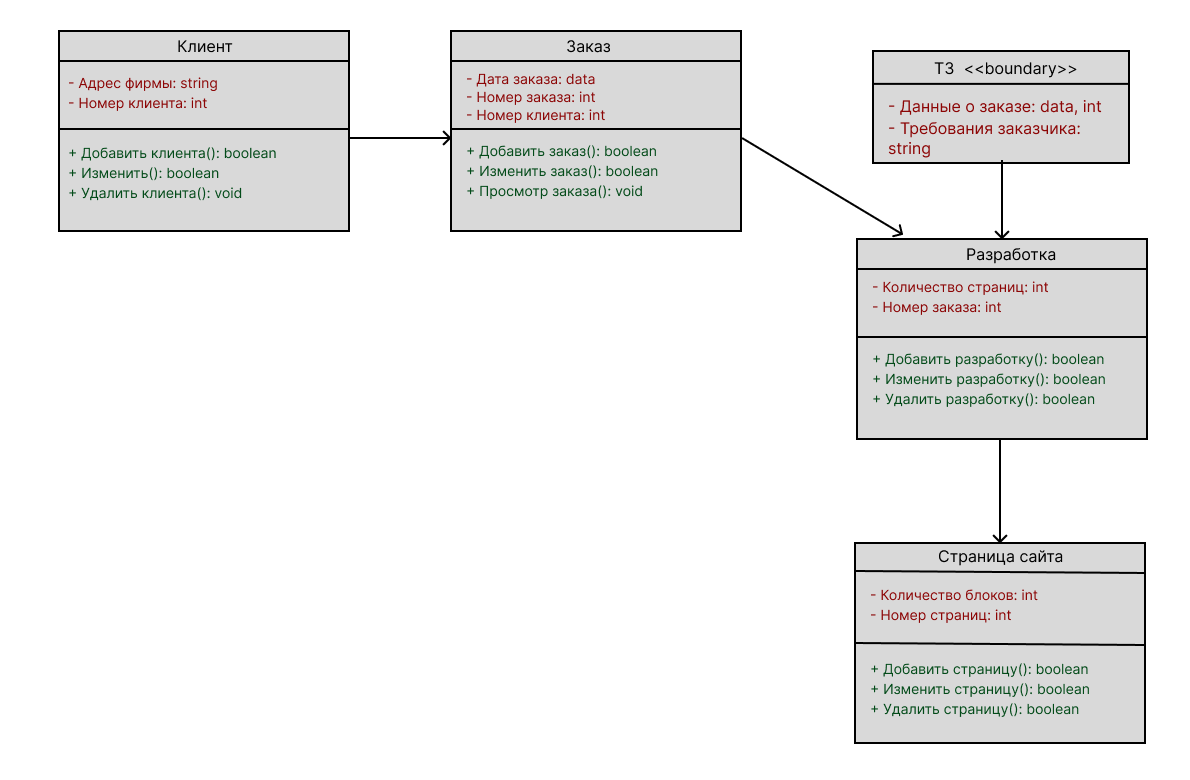 Клиент
- Адрес фирмы: string
- Номер клиента: int
+ Добавить клиента(): boolean
+ Изменить(): boolean
+ Удалить клиента(): void
Заказ
- Дата заказа: data
- Номер заказа: int
- Номер клиента: int
+ Добавить заказ(): boolean
+ Изменить заказ(): boolean
+ Просмотр заказа(): void
ТЗ <<boundary>>
- Данные о заказе: data, int
- Требования заказчика:
string
Разработка
- Количество страниц: int
- Номер заказа: int
+ Добавить разработку(): boolean
+ Изменить разработку(): boolean
+ Удалить разработку(): boolean
Страница сайта
- Количество блоков: int
- Номер страниц: int
+ Добавить страницу(): boolean
+ Изменить страницу(): boolean
+ Удалить страницу(): boolean